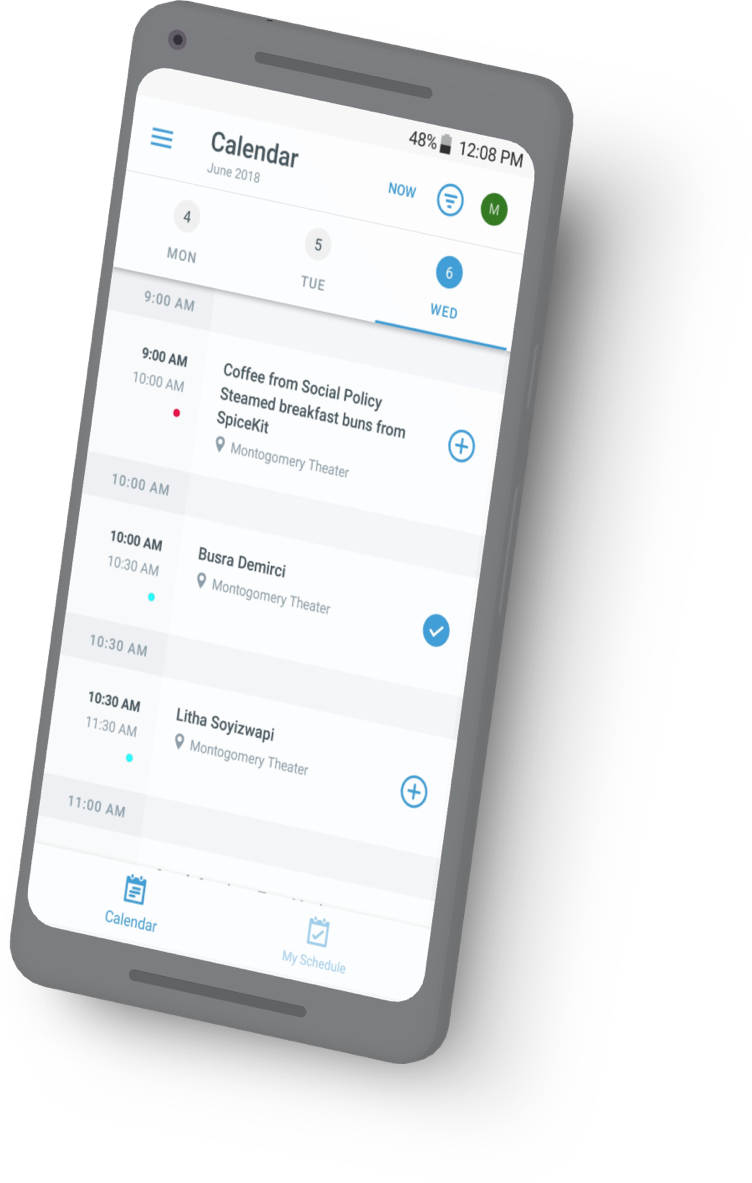 48% 12:08 PM
Calendar
June 2018
NOW
M
4
MON
5
TUE
6
WED
9:00 AM
9:00 AM
10:00 AM
Coffee from Social Policy
Steamed breakfast buns from
SpiceKit
Montogomery Theater
10:00 AM
10:00 AM
10:30 AM
Busra Demirci
Montogomery Theater
10:30 AM
10:30 AM
11:30 AM
Litha Soyizwapi
Montogomery Theater
11:00 AM
Calendar
My Schedule